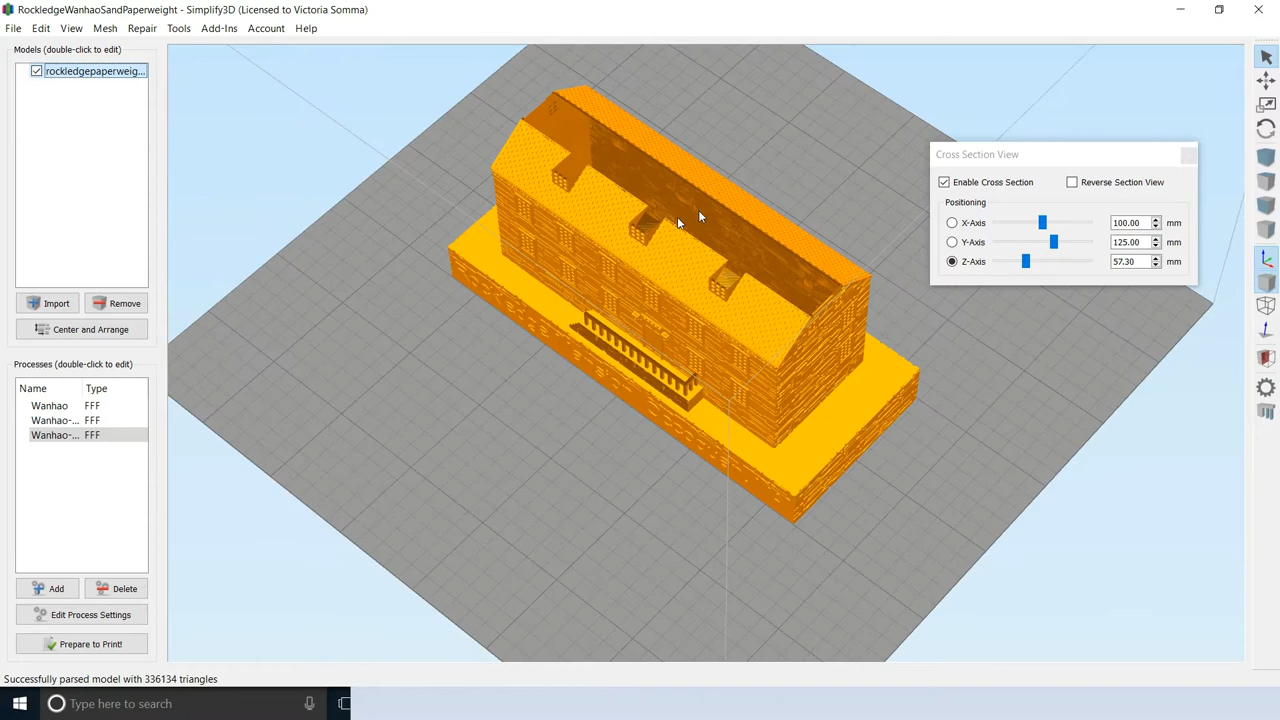 RockledgeWanhaoSandPaperweight - Simplify3D (Licensed to Victoria Somma)
File Edit View Mesh Repair Tools Add-Ins Account Help
Models (double-click to edit)
rockledgepaperweig...
Import Remove
Center and Arrange
Processes (double-click to edit)
Name Type
Wanhao FFF
Wanhao-... FFF
Wanhao-... FFF
Add Delete
Edit Process Settings
Prepare to Print!
Cross Section View
Enable Cross Section Reverse Section View
Positioning
X-Axis 100.00 mm
Y-Axis 125.00 mm
Z-Axis 57.30 mm
Successfully parsed model with 336134 triangles
Type here to search